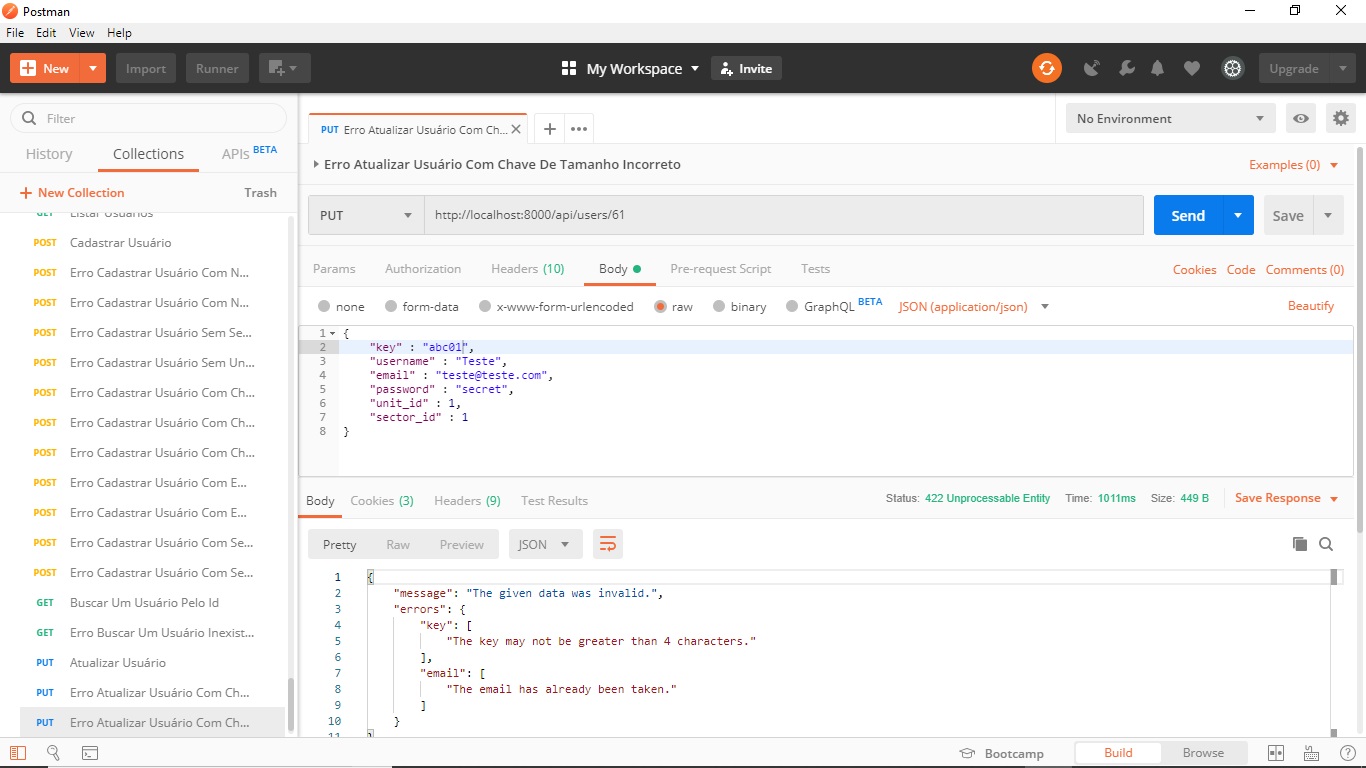 Postman
File Edit View Help
New Import Runner My Workspace Invite Upgrade
Filter
History Collections APIs BETA
New Collection Trash
GET Listar Usuários
POST Cadastrar Usuário
POST Erro Cadastrar Usuário Com N...
POST Erro Cadastrar Usuário Com N...
POST Erro Cadastrar Usuário Sem Se...
POST Erro Cadastrar Usuário Sem Un...
POST Erro Cadastrar Usuário Com Ch...
POST Erro Cadastrar Usuário Com Ch...
POST Erro Cadastrar Usuário Com Ch...
POST Erro Cadastrar Usuário Com E...
POST Erro Cadastrar Usuário Com E...
POST Erro Cadastrar Usuário Com Se...
POST Erro Cadastrar Usuário Com Se...
GET Buscar Um Usuário Pelo Id
GET Erro Buscar Um Usuário Inexist...
PUT Atualizar Usuário
PUT Erro Atualizar Usuário Com Ch...
PUT Erro Atualizar Usuário Com Ch...
PUT Erro Atualizar Usuário Com Ch...
No Environment
Erro Atualizar Usuário Com Chave De Tamanho Incorreto
Examples (0)
PUT http://localhost:8000/api/users/61 Send Save
Params Authorization Headers (10) Body Pre-request Script Tests Cookies Code Comments (0)
none form-data x-www-form-urlencoded raw binary GraphQL BETA JSON (application/json) Beautify
1 {
2 "key" : "abc01",
3 "username" : "Teste",
4 "email" : "teste@teste.com",
5 "password" : "secret",
6 "unit_id" : 1,
7 "sector_id" : 1
8 }
Body Cookies (3) Headers (9) Test Results Status: 422 Unprocessable Entity Time: 1011ms Size: 449 B Save Response
Pretty Raw Preview JSON
1 {
2 "message": "The given data was invalid.",
3 "errors": {
4 "key": [
5 "The key may not be greater than 4 characters."
6 ],
7 "email": [
8 "The email has already been taken."
9 ]
10 }
11 }
Bootcamp Build Browse